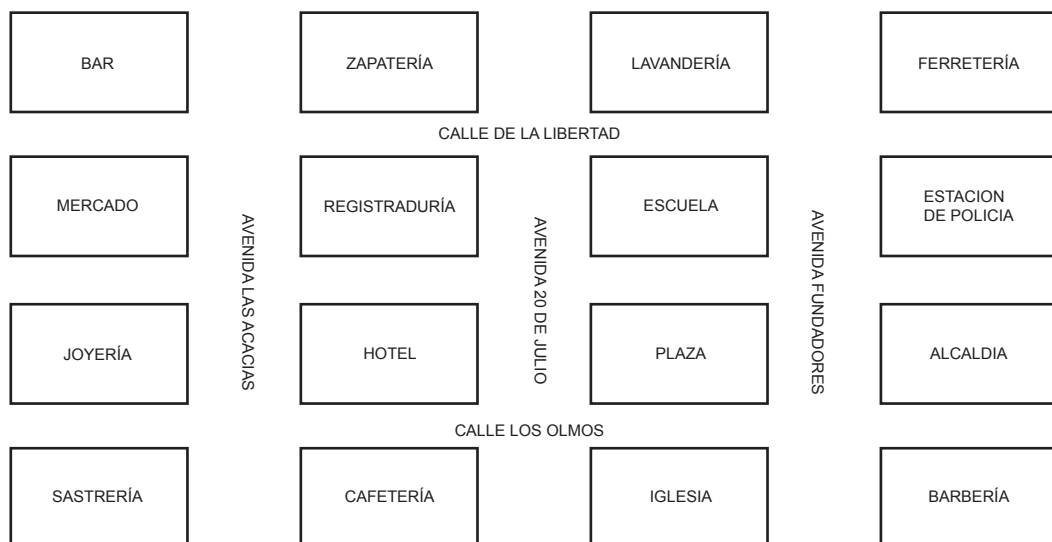 BAR
ZAPATERÍA
LAVANDERÍA
FERRETERÍA
CALLE DE LA LIBERTAD
MERCADO
REGISTRADURÍA
ESCUELA
ESTACION
DE POLICIA
AVENIDA LAS ACACIAS
AVENIDA 20 DE JULIO
AVENIDA FUNDADORES
JOYERÍA
HOTEL
PLAZA
ALCALDIA
CALLE LOS OLMOS
SASTRERÍA
CAFETERÍA
IGLESIA
BARBERÍA